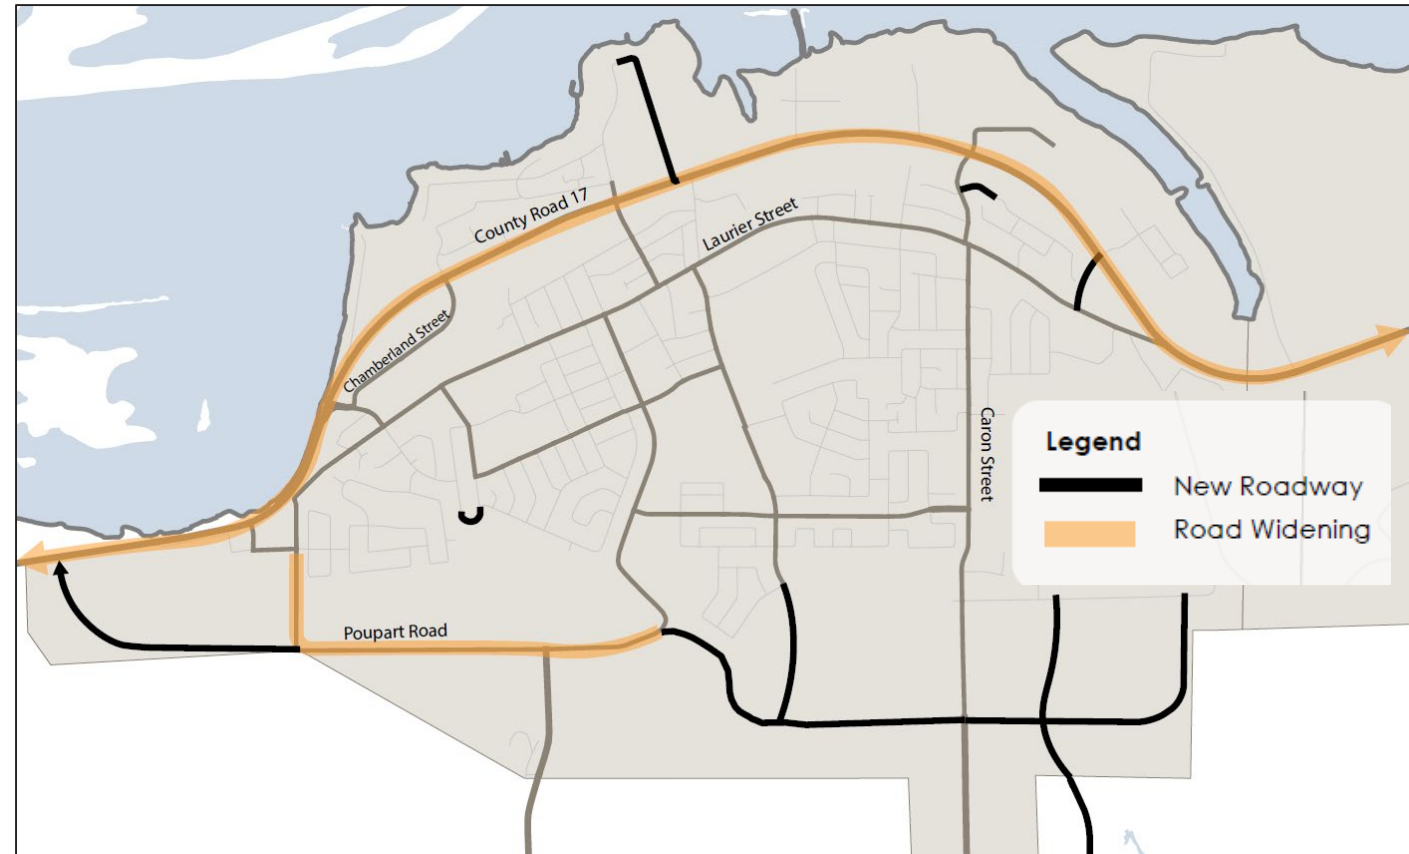 County Road 17
Laurier Street
Chamberland Street
Caron Street
Legend
New Roadway
Road Widening
Poupart Road